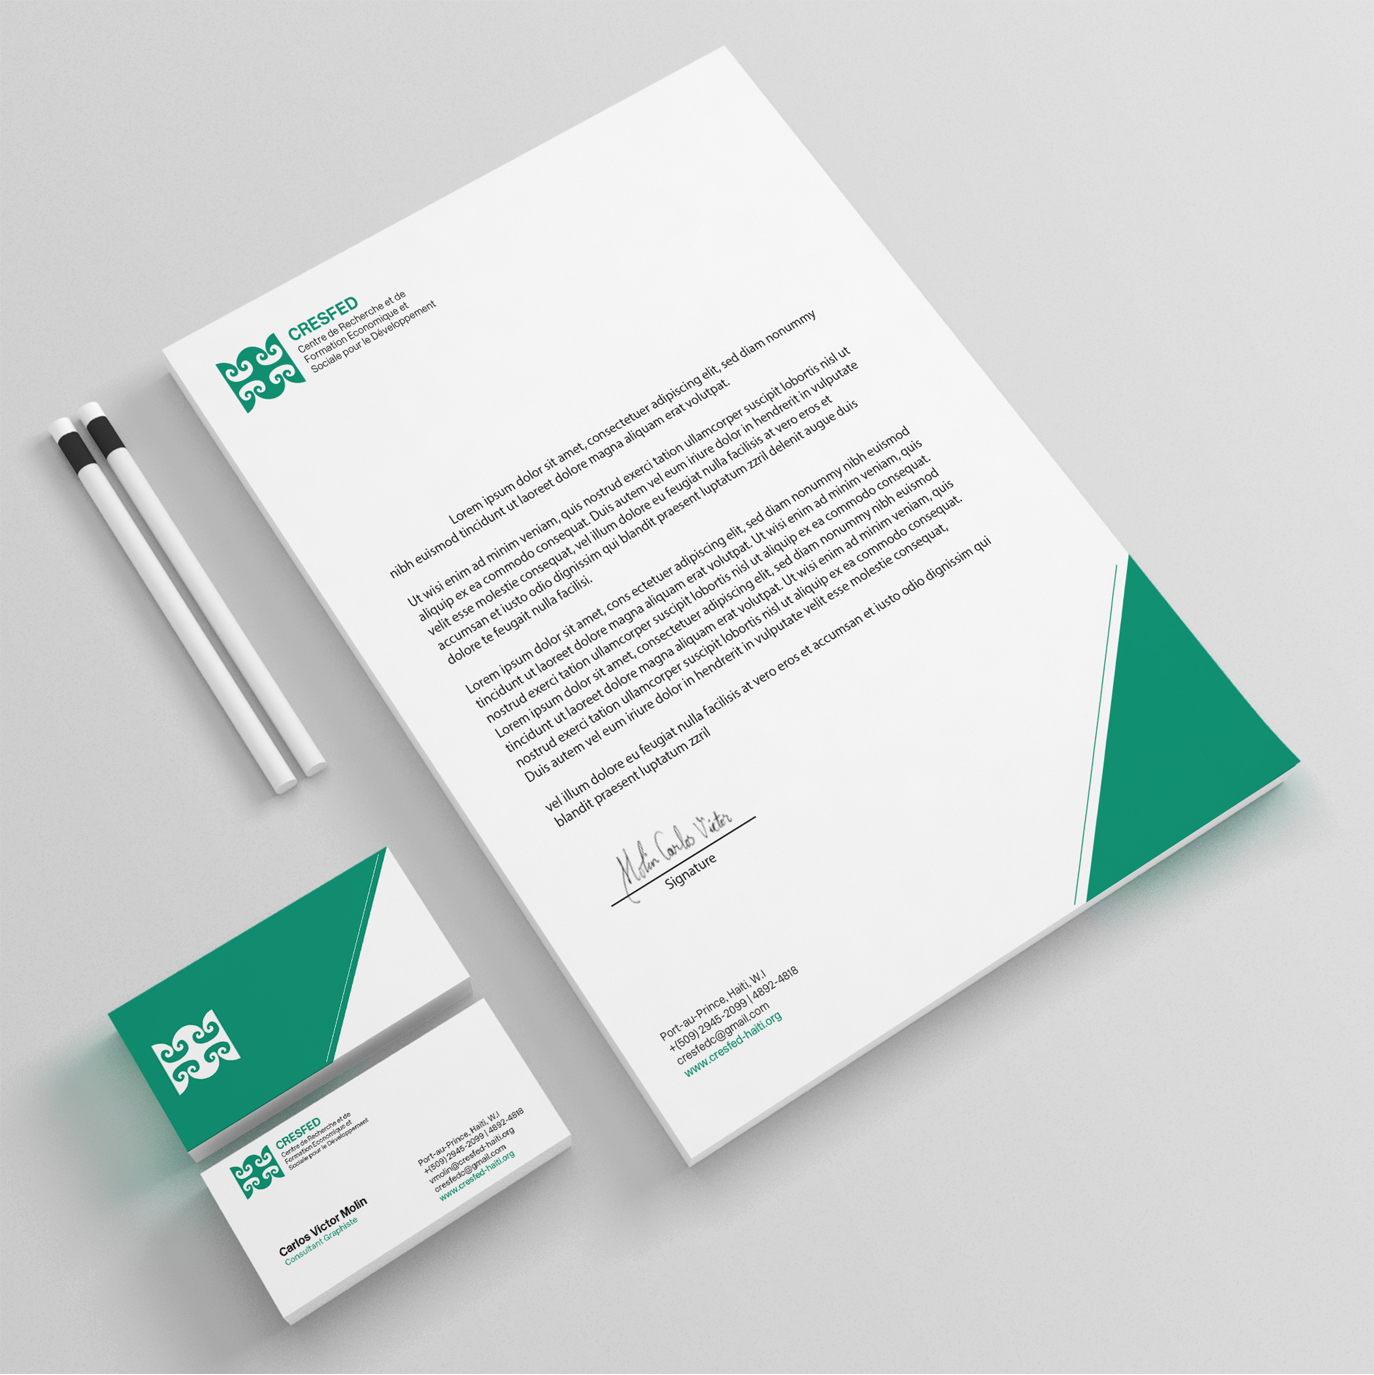 CRESFED
Centre de Recherche et de
Formation Economique et
Sociale pour le Développement
Lorem ipsum dolor sit amet, consectetuer adipiscing elit, sed diam nonummy
nibh euismod tincidunt ut laoreet dolore magna aliquam erat volutpat.
Ut wisi enim ad minim veniam, quis nostrud exerci tation ullamcorper suscipit lobortis nisl ut
aliquip ex ea commodo consequat. Duis autem vel eum iriure dolor in hendrerit in vulputate
velit esse molestie consequat, vel illum dolore eu feugiat nulla facilisis at vero eros et
accumsan et iusto odio dignissim qui blandit praesent luptatum zzril delenit augue duis
dolore te feugait nulla facilisi.
Lorem ipsum dolor sit amet, cons ectetuer adipiscing elit, sed diam nonummy nibh euismod
tincidunt ut laoreet dolore magna aliquam erat volutpat. Ut wisi enim ad minim veniam, quis
nostrud exerci tation ullamcorper suscipit lobortis nisl ut aliquip ex ea commodo consequat.
Lorem ipsum dolor sit amet, consectetuer adipiscing elit, sed diam nonummy nibh euismod
tincidunt ut laoreet dolore magna aliquam erat volutpat. Ut wisi enim ad minim veniam, quis
nostrud exerci tation ullamcorper suscipit lobortis nisl ut aliquip ex ea commodo consequat.
Duis autem vel eum iriure dolor in hendrerit in vulputate velit esse molestie consequat,
vel illum dolore eu feugiat nulla facilisis at vero eros et accumsan et iusto odio dignissim qui
blandit praesent luptatum zzril
Molin Carlos Victor
Signature
Port-au-Prince, Haiti, W.I
+(509) 2945-2099 | 4892-4818
cresfedc@gmail.com
www.cresfed-haiti.org
CRESFED
Centre de Recherche et de
Formation Economique et
Sociale pour le Développement
Carlos Victor Molin
Consultant Graphiste
Port-au-Prince, Haiti, W.I
+(509) 2945-2099 | 4892-4818
vmolin@cresfed-haiti.org
cresfedc@gmail.com
www.cresfed-haiti.org